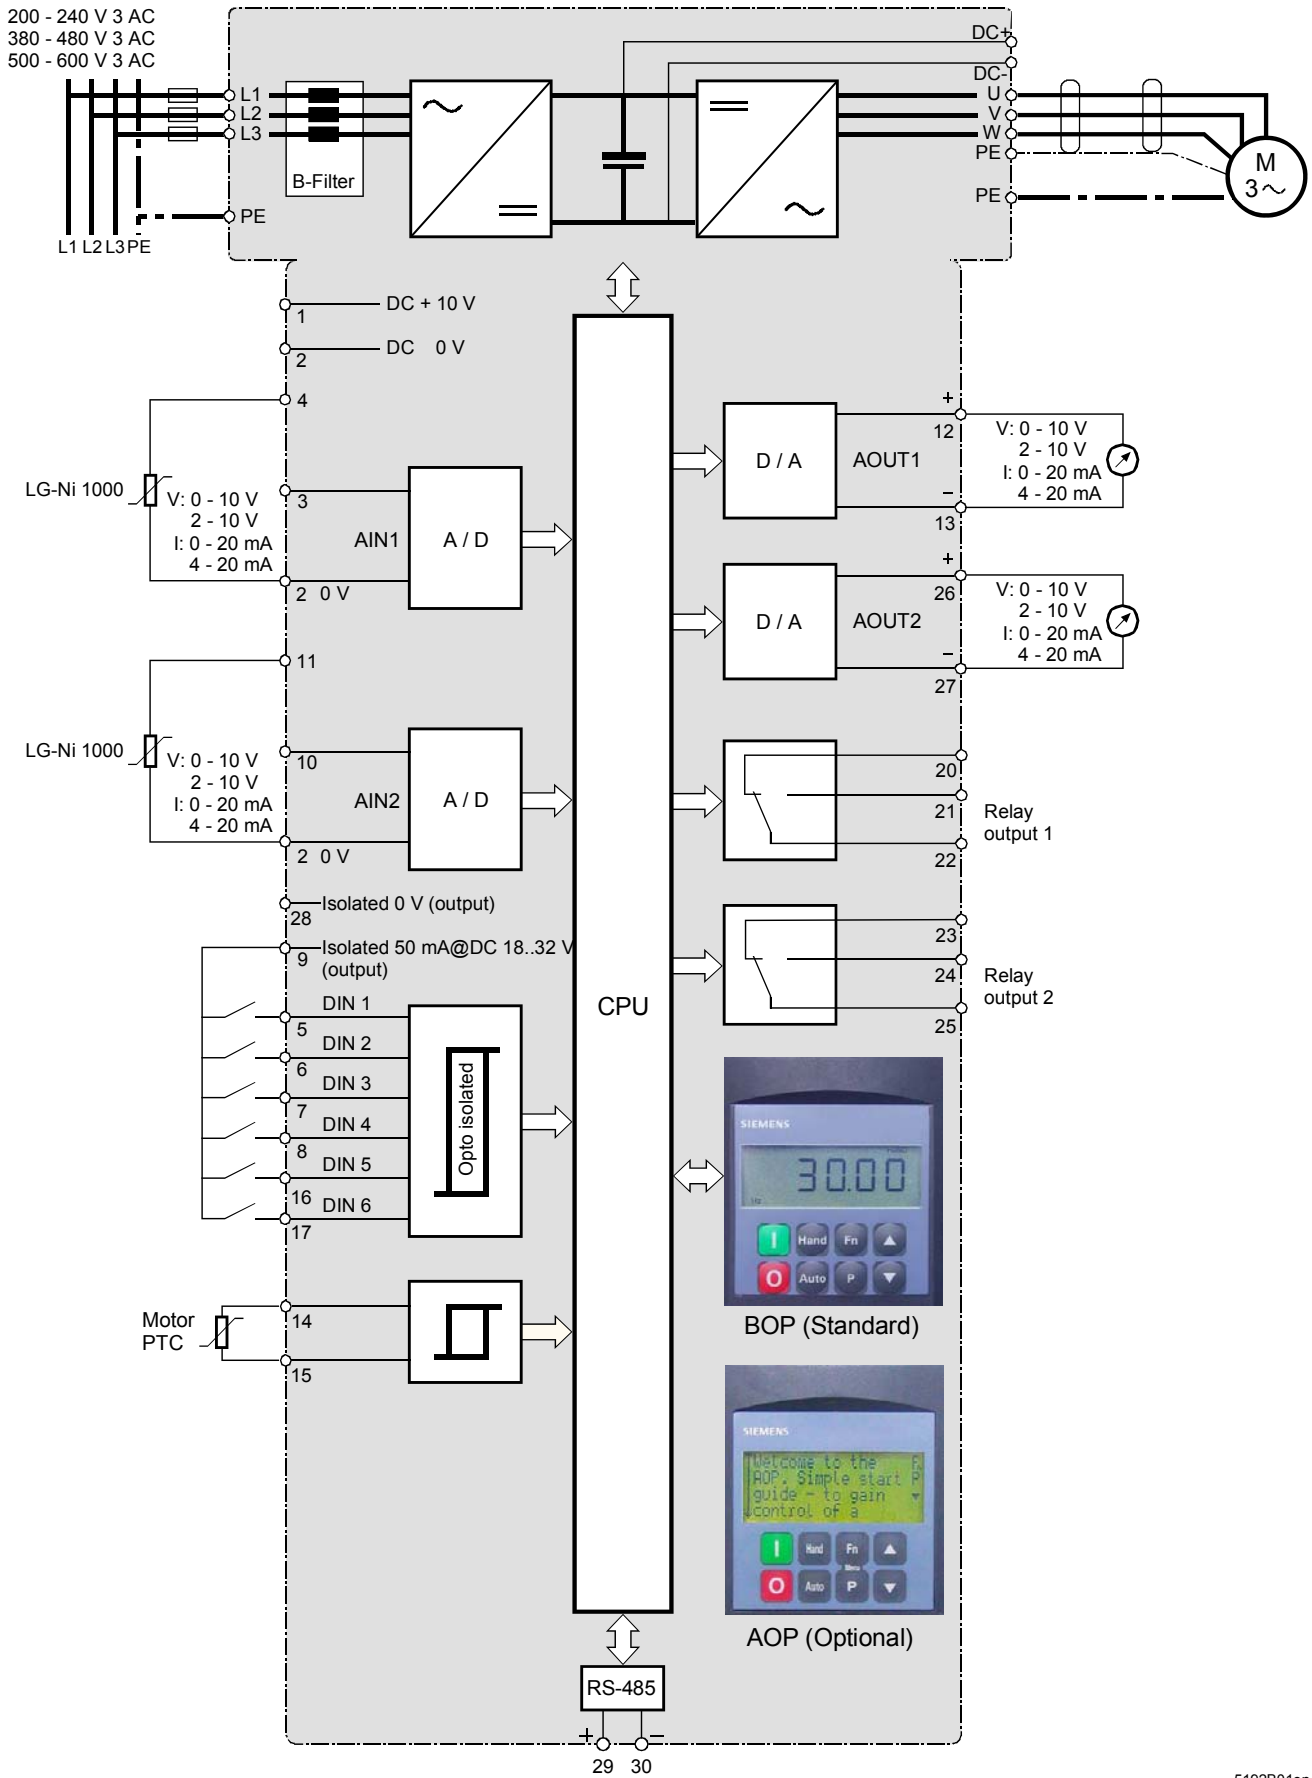 200 - 240 V 3 AC
380 - 480 V 3 AC
500 - 600 V 3 AC
L1
L2
L3
PE
B-Filter
L1 L2 L3 PE
DC+
DC-
U
V
W
PE
PE
M
3
1
DC + 10 V
2
DC 0 V
4
LG-Ni 1000
V: 0 - 10 V
2 - 10 V
I: 0 - 20 mA
4 - 20 mA
3
AIN1
A / D
2 0 V
11
LG-Ni 1000
V: 0 - 10 V
2 - 10 V
I: 0 - 20 mA
4 - 20 mA
10
AIN2
A / D
2 0 V
28
Isolated 0 V (output)
9
Isolated 50 mA@DC 18..32 V
(output)
DIN 1
5
DIN 2
6
DIN 3
7
DIN 4
8
DIN 5
16
DIN 6
17
Opto isolated
Motor
PTC
14
15
CPU
D / A
AOUT1
+
12
−
13
V: 0 - 10 V
2 - 10 V
I: 0 - 20 mA
4 - 20 mA
D / A
AOUT2
+
26
−
27
V: 0 - 10 V
2 - 10 V
I: 0 - 20 mA
4 - 20 mA
20
21
22
Relay
output 1
23
24
25
Relay
output 2
SIEMENS
30.00
I
Hand
Fn
O
Auto
P
BOP (Standard)
SIEMENS
Welcome to the
AOP. Simple start P
guide - to gain
control of a
I
Hand
Fn
Menu
O
Auto
P
AOP (Optional)
RS-485
+
−
29 30